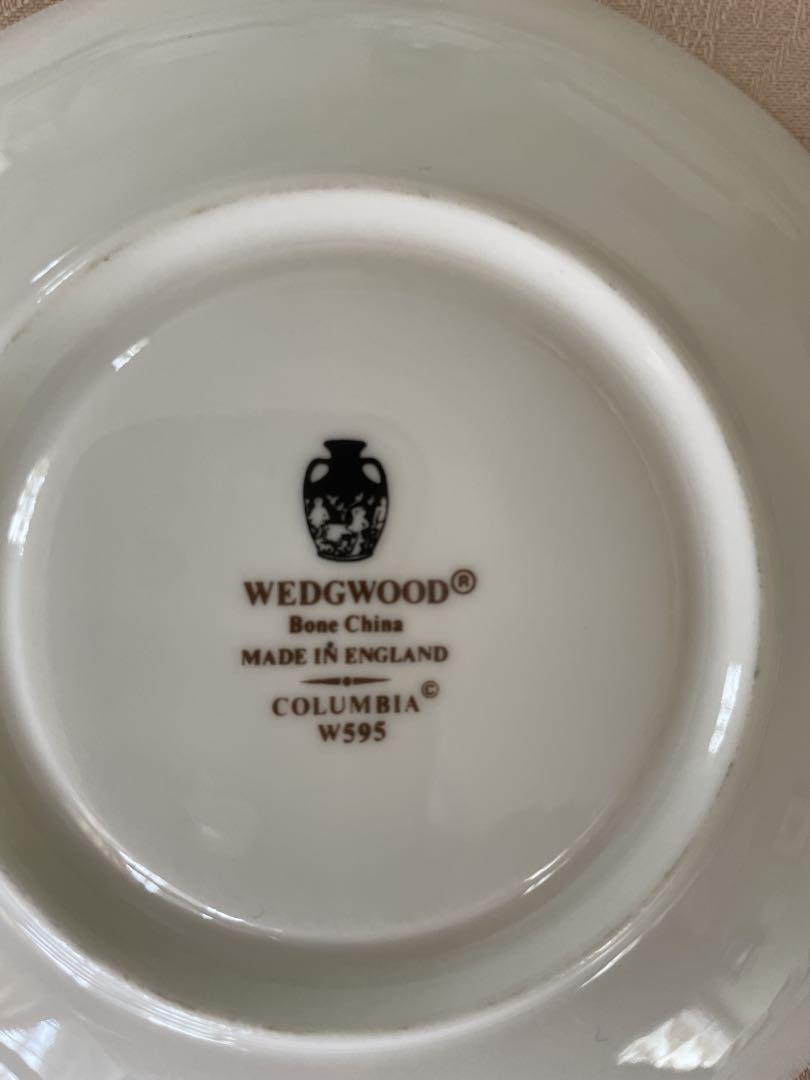 WEDGWOOD®
Bone China
MADE IN ENGLAND
COLUMBIA©
W595